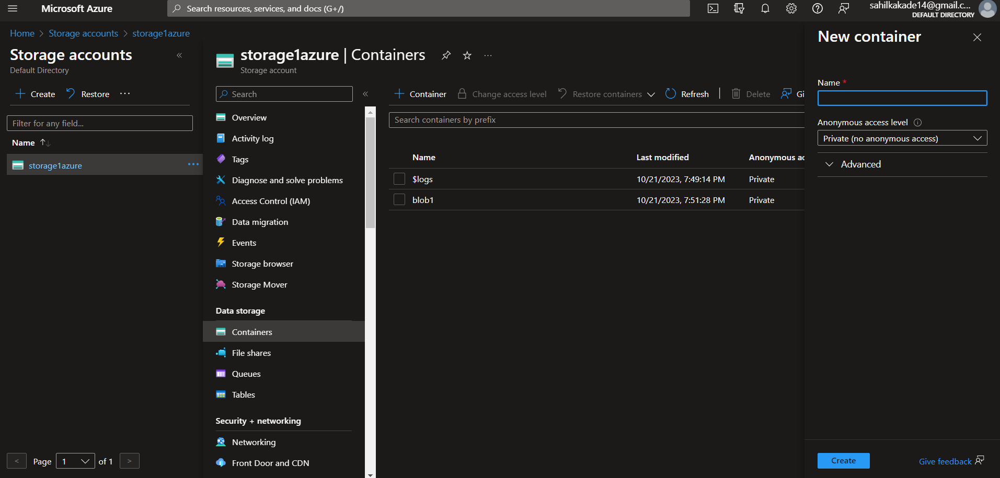 Microsoft Azure
Search resources, services, and docs (G+/)
sahilkakade14@gmail.c...
DEFAULT DIRECTORY
Home > Storage accounts > storage1azure
Storage accounts
Default Directory
+ Create Restore ...
Filter for any field...
Name
storage1azure ...
< Page 1 of 1 >
storage1azure | Containers ...
Storage account
Search
Overview
Activity log
Tags
Diagnose and solve problems
Access Control (IAM)
Data migration
Events
Storage browser
Storage Mover
Data storage
Containers
File shares
Queues
Tables
Security + networking
Networking
Front Door and CDN
+ Container Change access level Restore containers Refresh | Delete Gi
Search containers by prefix
Name Last modified Anonymous ac
$logs 10/21/2023, 7:49:14 PM Private
blob1 10/21/2023, 7:51:28 PM Private
New container
Name *
Anonymous access level
Private (no anonymous access)
Advanced
Create Give feedback